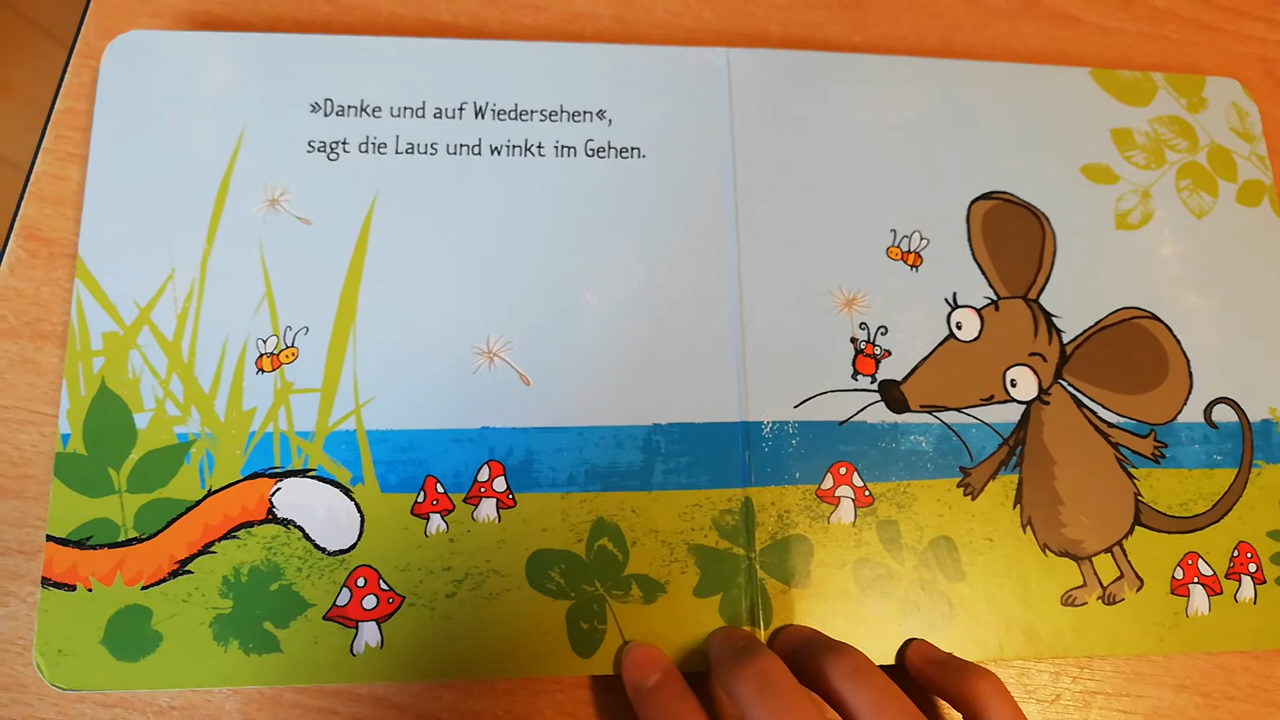 »Danke und auf Wiedersehen«,
sagt die Laus und winkt im Gehen.